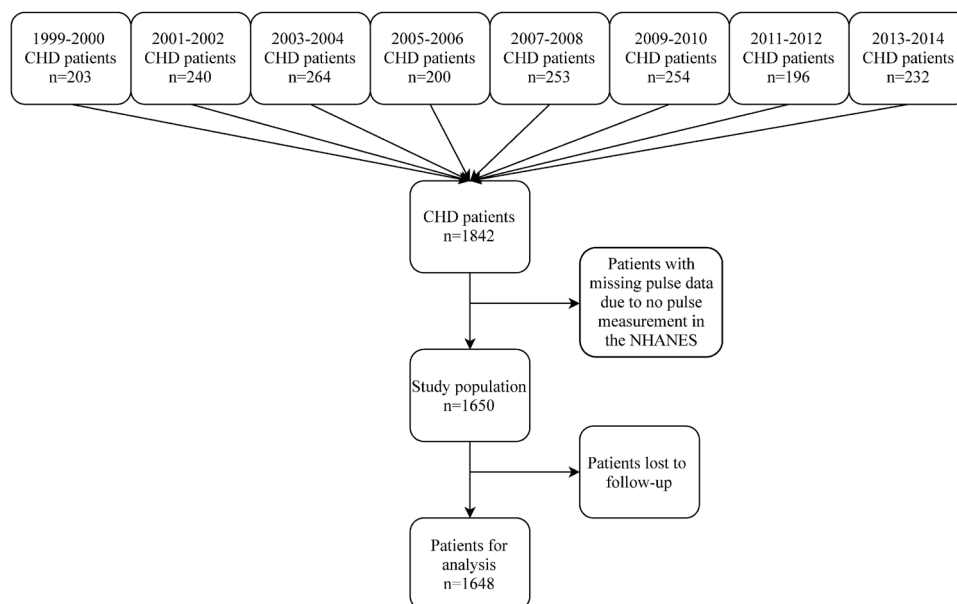 1999-2000
CHD patients
n=203
2001-2002
CHD patients
n=240
2003-2004
CHD patients
n=264
2005-2006
CHD patients
n=200
2007-2008
CHD patients
n=253
2009-2010
CHD patients
n=254
2011-2012
CHD patients
n=196
2013-2014
CHD patients
n=232
CHD patients
n=1842
Patients with
missing pulse data
due to no pulse
measurement in
the NHANES
Study population
n=1650
Patients lost to
follow-up
Patients for
analysis
n=1648